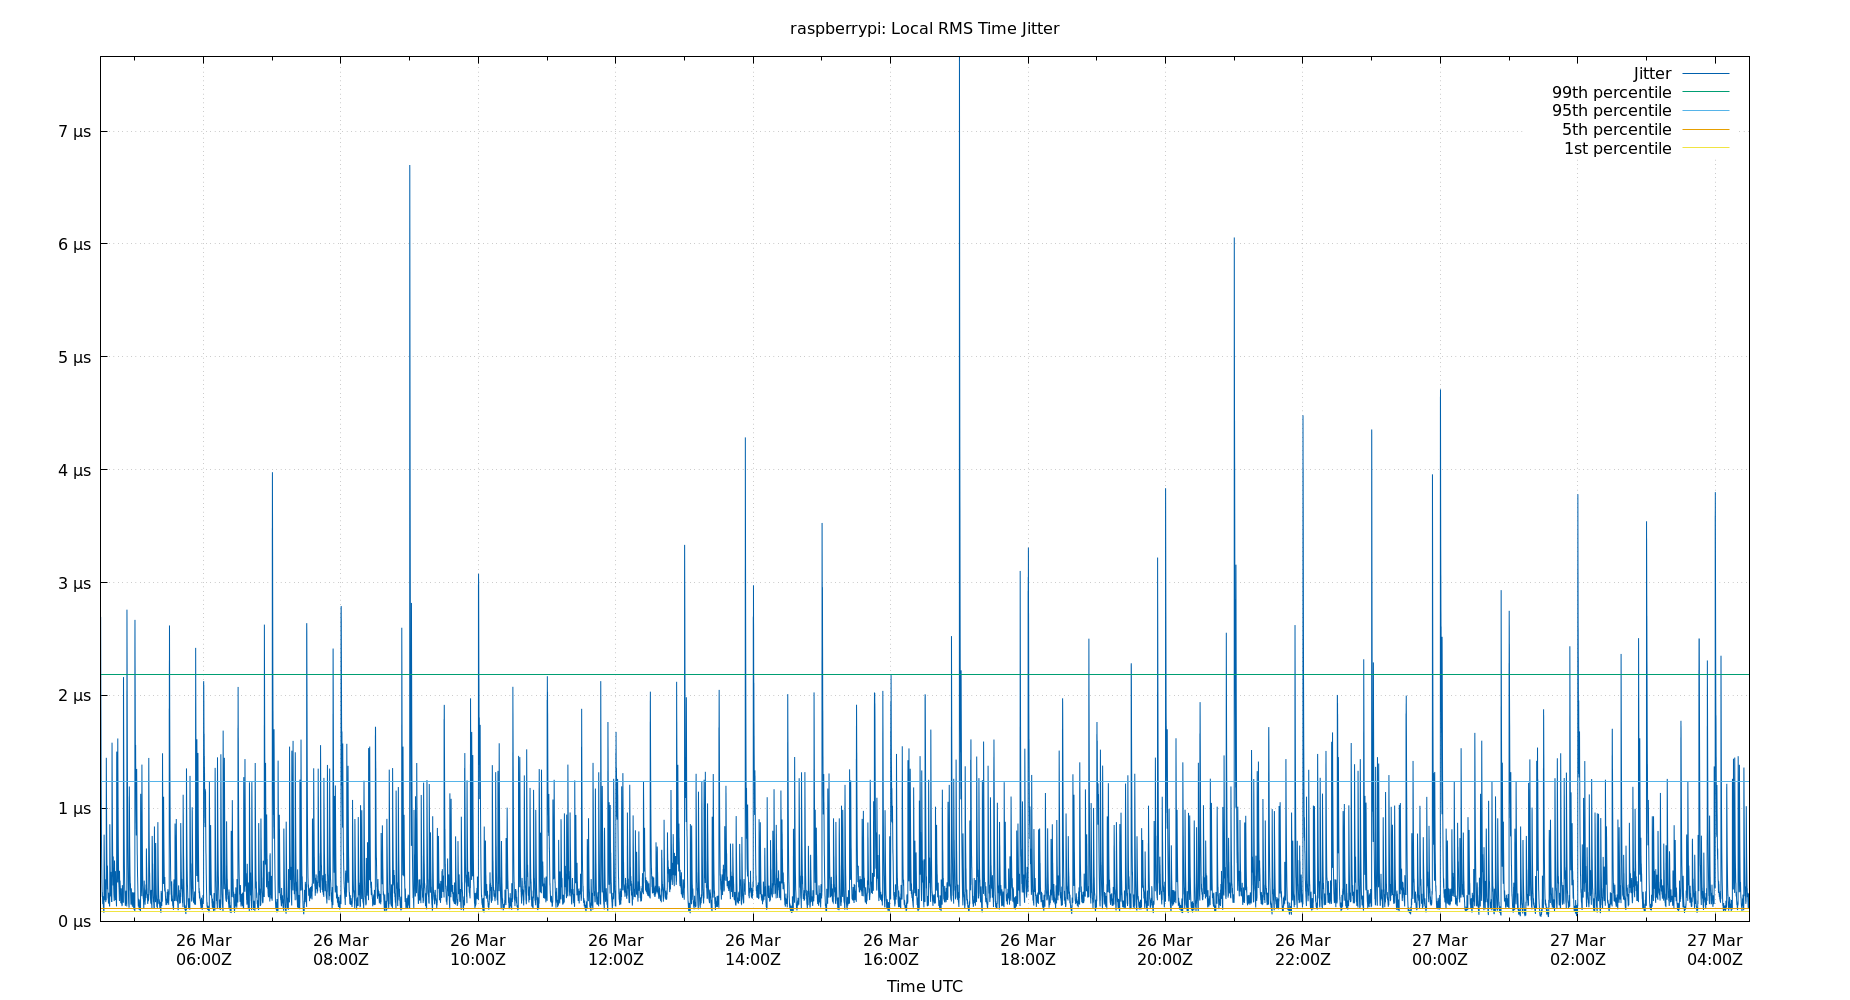 raspberrypi: Local RMS Time Jitter
Jitter
99th percentile
95th percentile
5th percentile
1st percentile
7 µs
6 µs
5 µs
4 µs
3 µs
2 µs
1 µs
0 µs
26 Mar 26 Mar 26 Mar 26 Mar 26 Mar 26 Mar 26 Mar 26 Mar 26 Mar 27 Mar 27 Mar 27 Mar
06:00Z 08:00Z 10:00Z 12:00Z 14:00Z 16:00Z 18:00Z 20:00Z 22:00Z 00:00Z 02:00Z 04:00Z
Time UTC